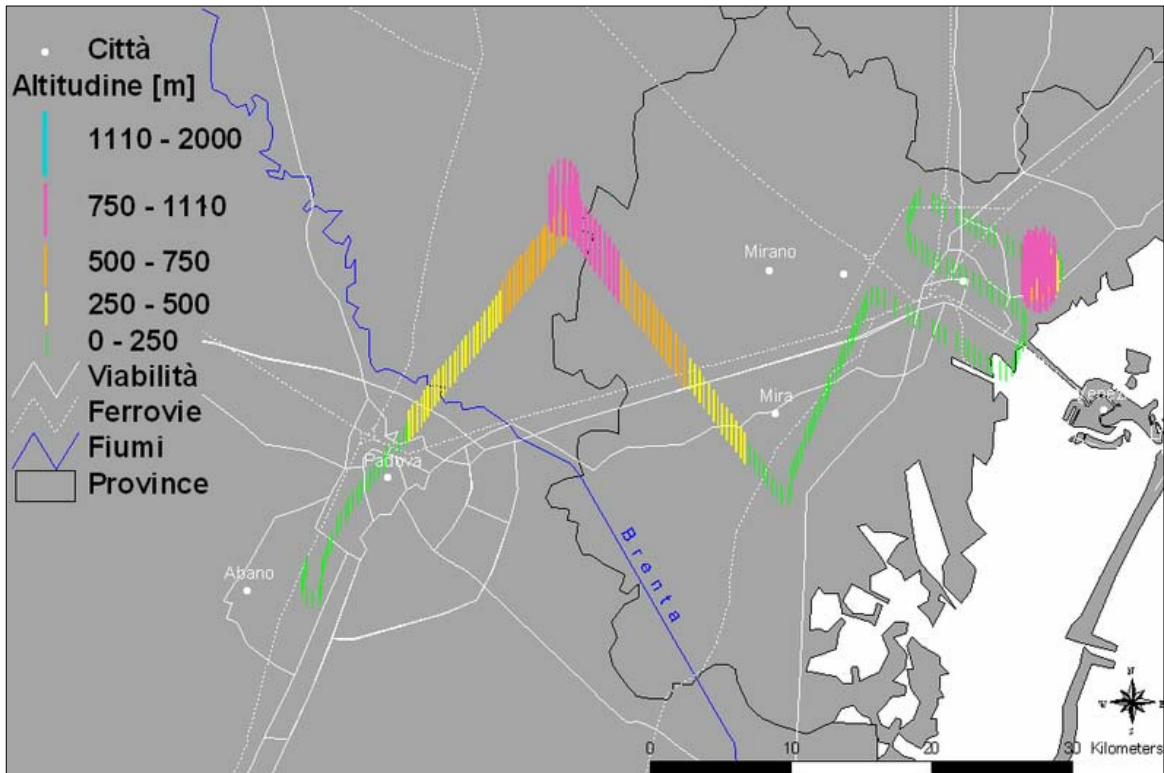 Città
Altitudine [m]
1110 - 2000
750 - 1110
500 - 750
250 - 500
0 - 250
Viabilità
Ferrovie
Fiumi
Province
Mirano
Mira
Padova
Abano
Brenta
N
W
S
0 10 20 30 Kilometers